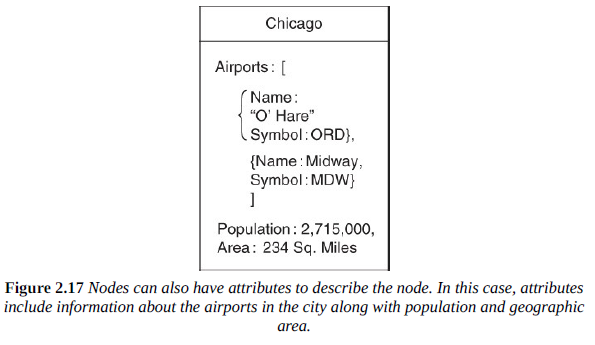 Chicago
Airports: [
{Name:
“O’ Hare”
Symbol:ORD},
{Name:Midway,
Symbol:MDW}
]
Population: 2,715,000,
Area: 234 Sq. Miles
Figure 2.17 Nodes can also have attributes to describe the node. In this case, attributes
include information about the airports in the city along with population and geographic
area.